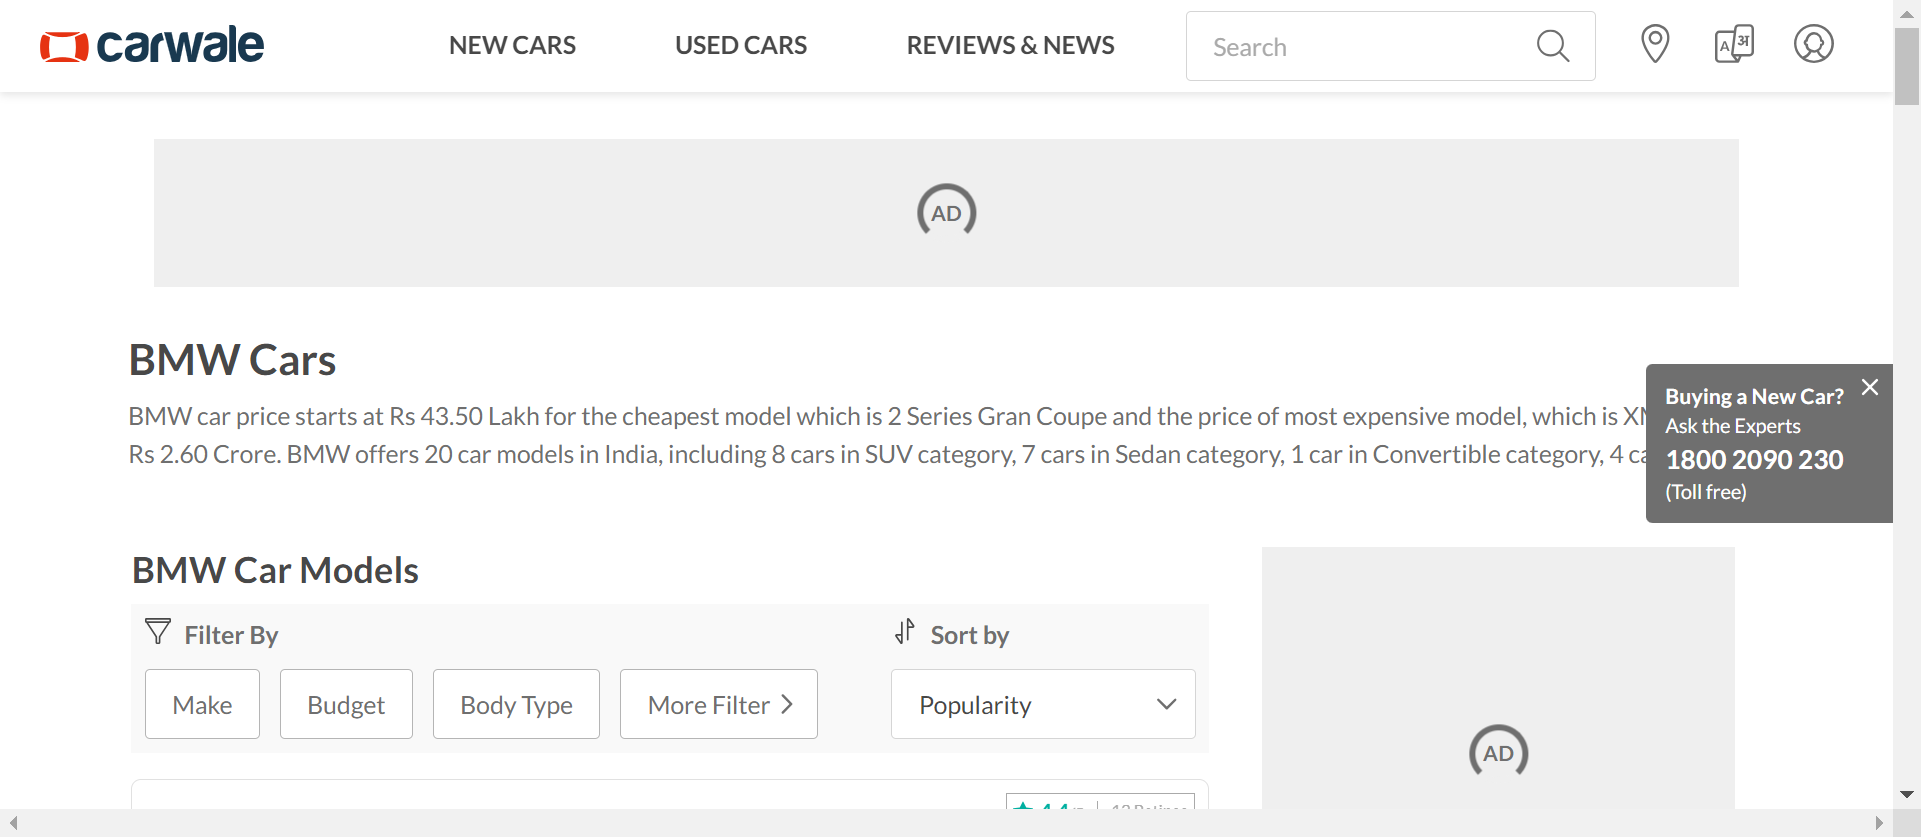 carwale
NEW CARS
USED CARS
REVIEWS & NEWS
Search
A अ
AD
BMW Cars
BMW car price starts at Rs 43.50 Lakh for the cheapest model which is 2 Series Gran Coupe and the price of most expensive model, which is
Rs 2.60 Crore. BMW offers 20 car models in India, including 8 cars in SUV category, 7 cars in Sedan category, 1 car in Convertible category, 4
Buying a New Car?
Ask the Experts
1800 2090 230
(Toll free)
BMW Car Models
Filter By
Sort by
Make
Budget
Body Type
More Filter
Popularity
AD